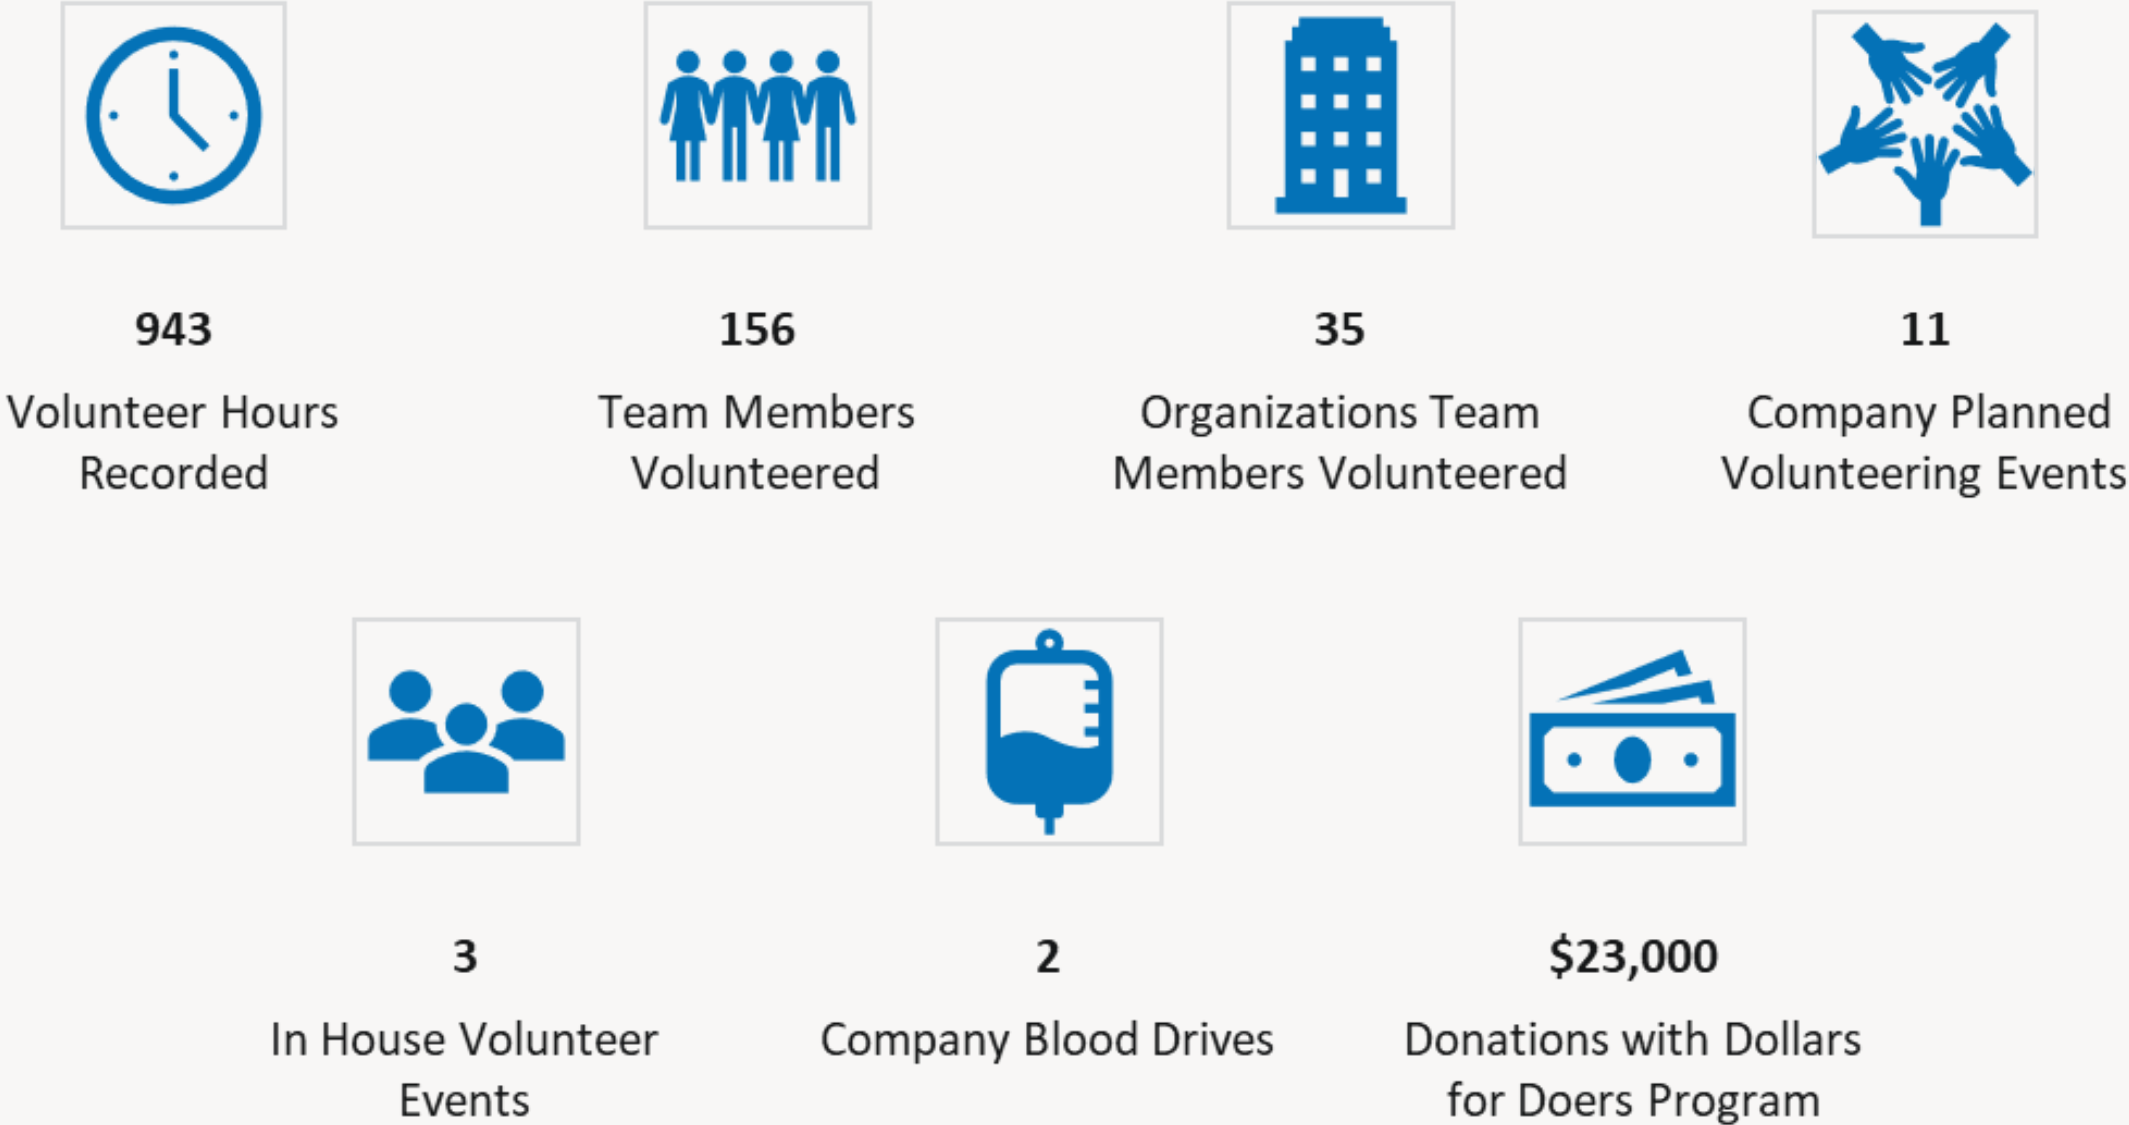 943
Volunteer Hours
Recorded
156
Team Members
Volunteered
35
Organizations Team
Members Volunteered
11
Company Planned
Volunteering Events
3
In House Volunteer
Events
2
Company Blood Drives
$23,000
Donations with Dollars
for Doers Program